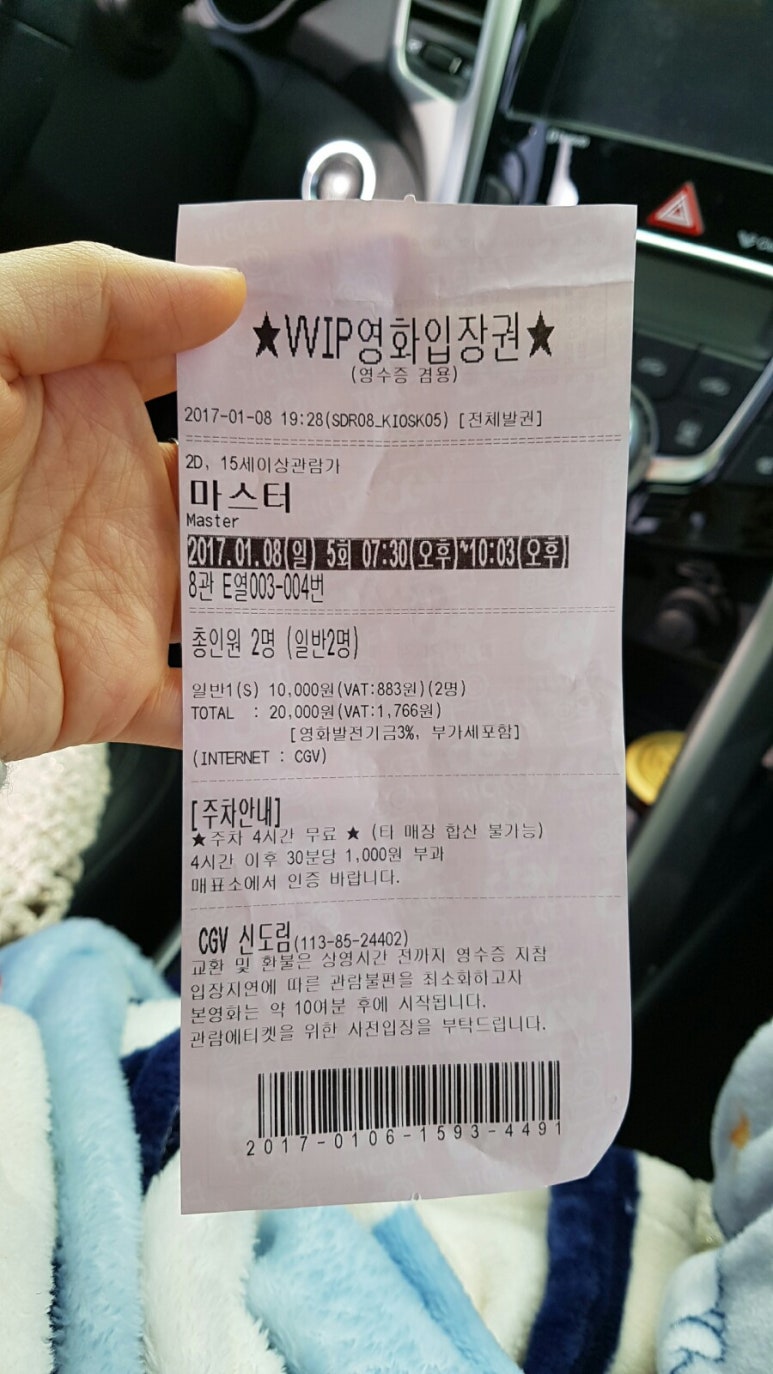 ★VVIP영화입장권★
(영수증 겸용)
2017-01-08 19:28(SDR08_KIOSK05) [전체발권]
2D, 15세이상관람가
마스터
Master
2017.01.08(일) 5회 07:30(오후)~10:03(오후)
8관 E열003-004번
총인원 2명 (일반2명)
일반1(S) 10,000원(VAT:883원)(2명)
TOTAL : 20,000원(VAT:1,766원)
[영화발전기금3%, 부가세포함]
(INTERNET : CGV)
[주차안내]
★주차 4시간 무료 ★ (타 매장 합산 불가능)
4시간 이후 30분당 1,000원 부과
매표소에서 인증 바랍니다.
CGV 신도림(113-85-24402)
교환 및 환불은 상영시간 전까지 영수증 지참
입장지연에 따른 관람불편을 최소화하고자
본영화는 약 10여분 후에 시작됩니다.
관람에티켓을 위한 사전입장을 부탁드립니다.
2017-0106-1593-4491